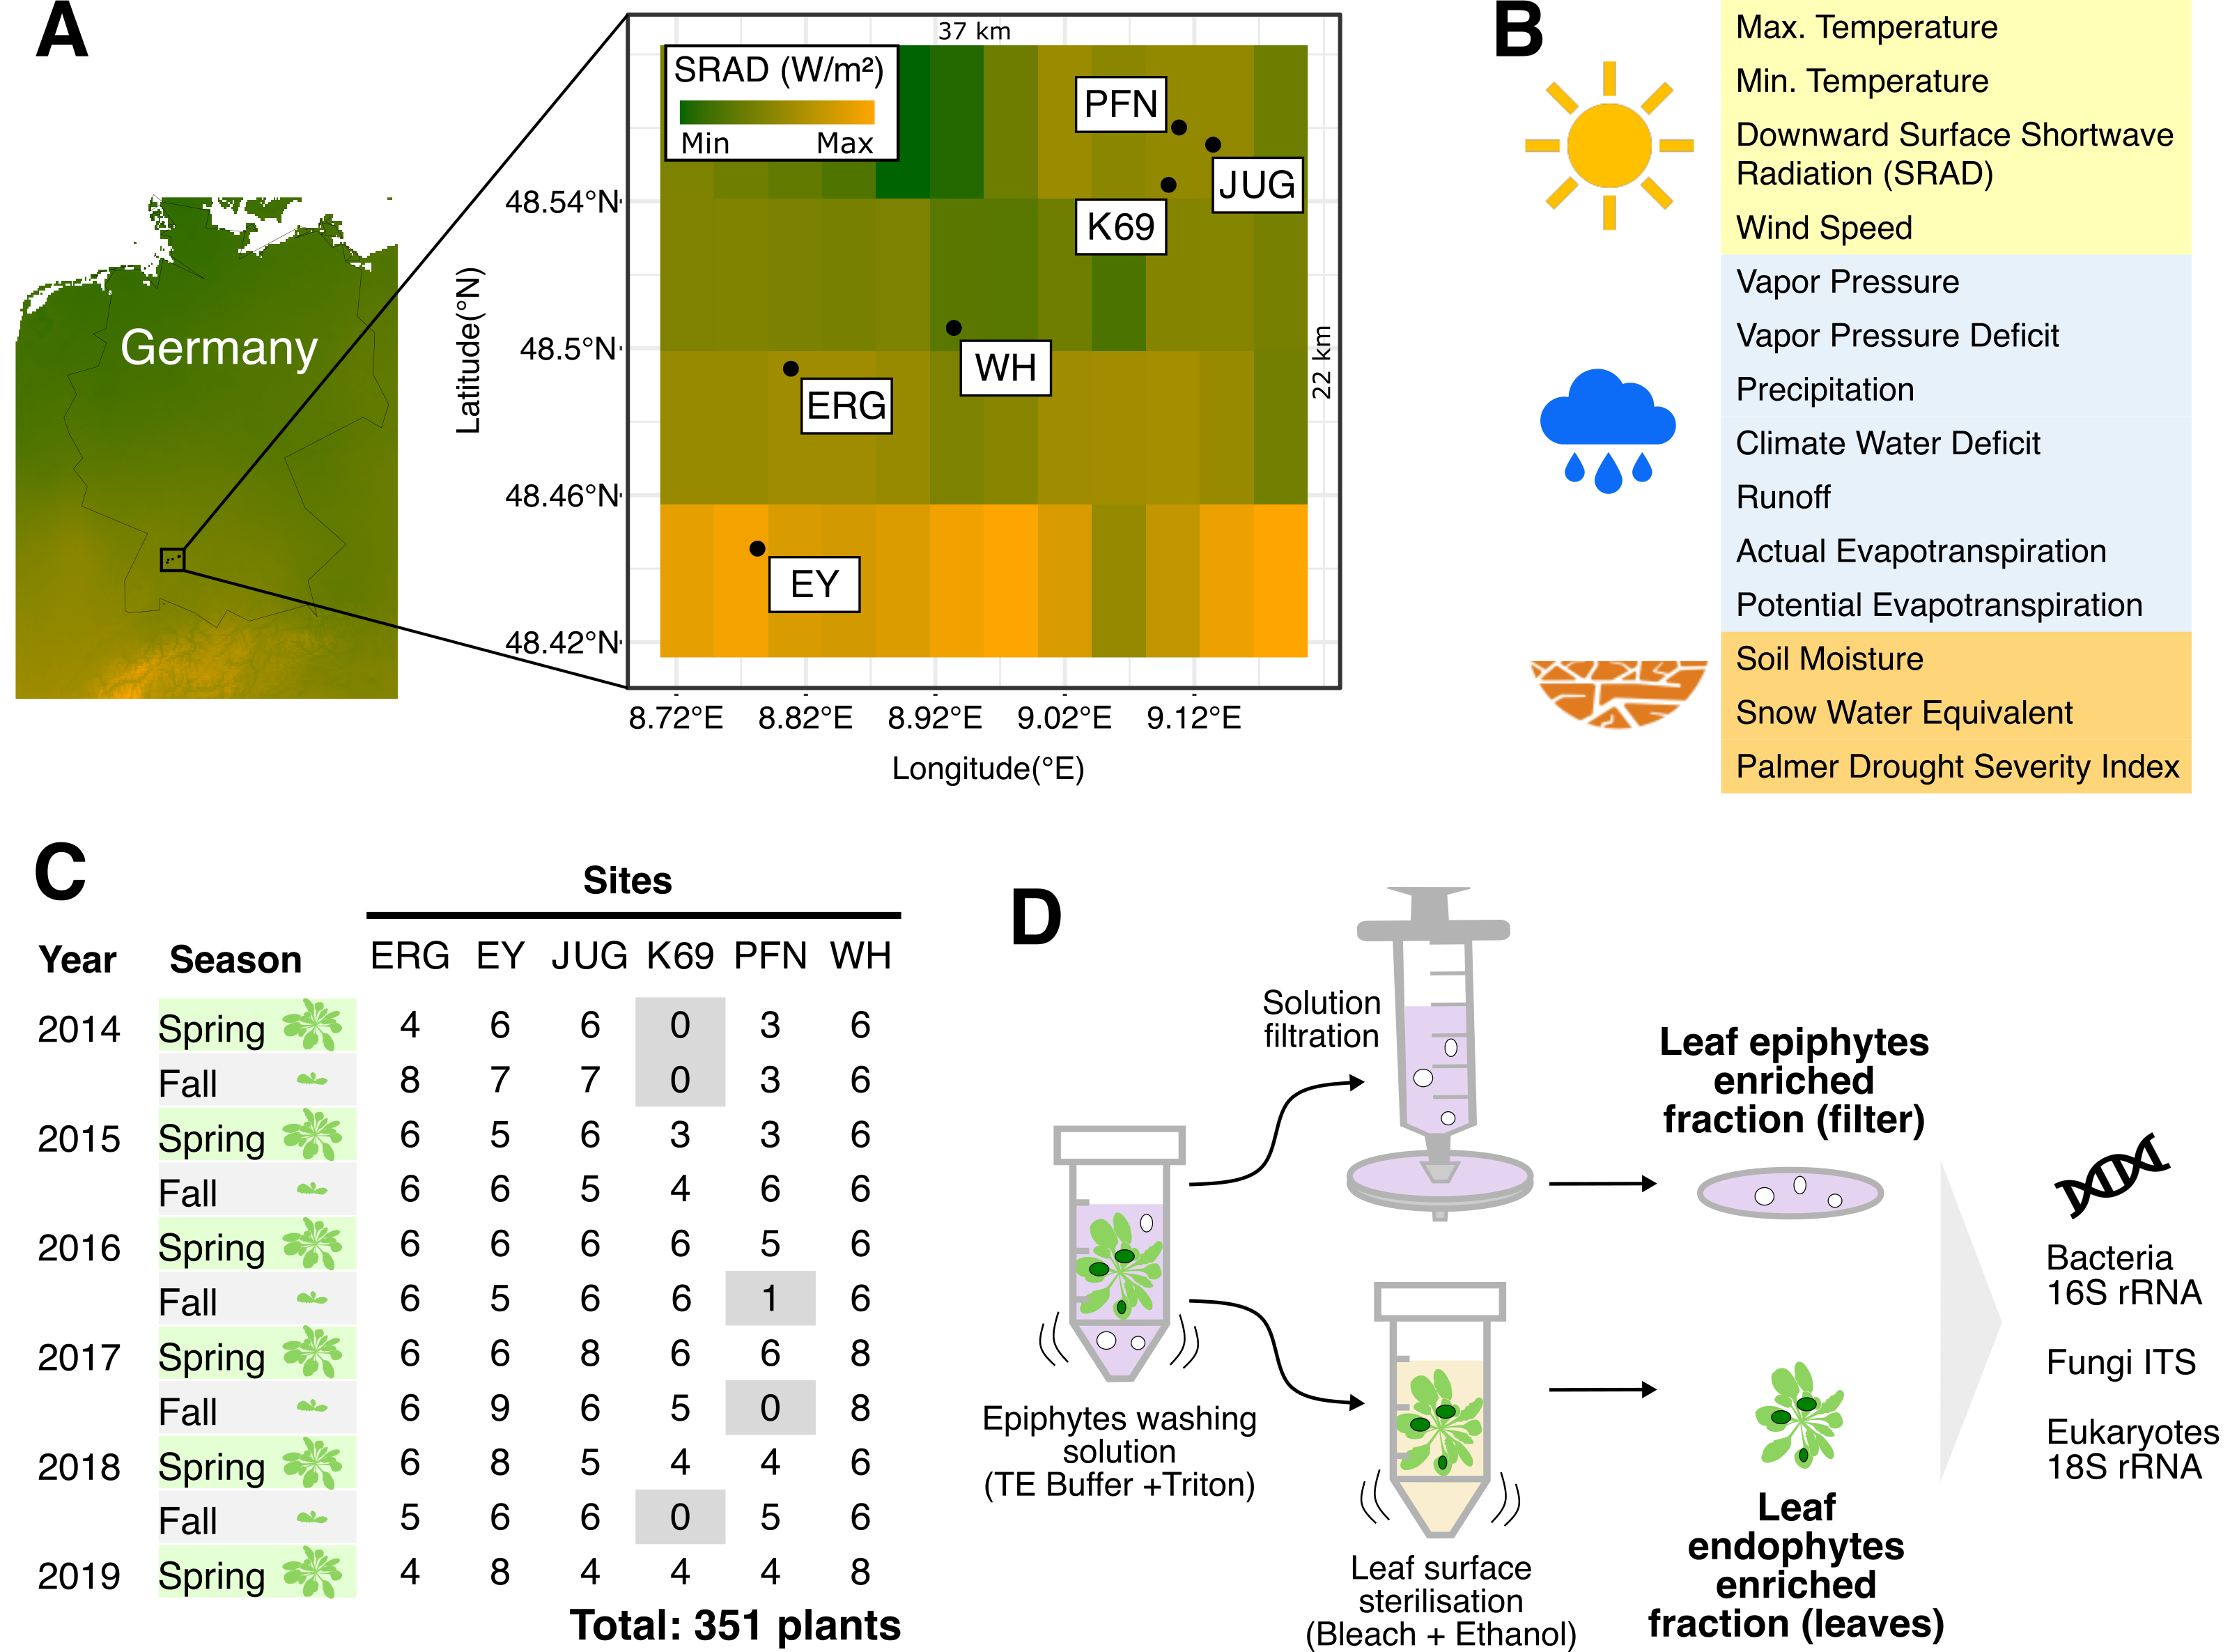 A
Germany
37 km
SRAD (W/m²)
Min Max
PFN
JUG
K69
WH
ERG
EY
22 km
Latitude(°N)
48.54°N
48.5°N
48.46°N
48.42°N
8.72°E 8.82°E 8.92°E 9.02°E 9.12°E
Longitude(°E)
B
Max. Temperature
Min. Temperature
Downward Surface Shortwave
Radiation (SRAD)
Wind Speed
Vapor Pressure
Vapor Pressure Deficit
Precipitation
Climate Water Deficit
Runoff
Actual Evapotranspiration
Potential Evapotranspiration
Soil Moisture
Snow Water Equivalent
Palmer Drought Severity Index
C
Sites
Year Season ERG EY JUG K69 PFN WH
2014 Spring 4 6 6 0 3 6
Fall 8 7 7 0 3 6
2015 Spring 6 5 6 3 3 6
Fall 6 6 5 4 6 6
2016 Spring 6 6 6 6 5 6
Fall 6 5 6 6 1 6
2017 Spring 6 6 8 6 6 8
Fall 6 9 6 5 0 8
2018 Spring 6 8 5 4 4 6
Fall 5 6 6 0 5 6
2019 Spring 4 8 4 4 4 8
Total: 351 plants
D
Solution
filtration
Epiphytes washing
solution
(TE Buffer +Triton)
Leaf surface
sterilisation
(Bleach + Ethanol)
Leaf epiphytes
enriched
fraction (filter)
Leaf
endophytes
enriched
fraction (leaves)
Bacteria
16S rRNA
Fungi ITS
Eukaryotes
18S rRNA